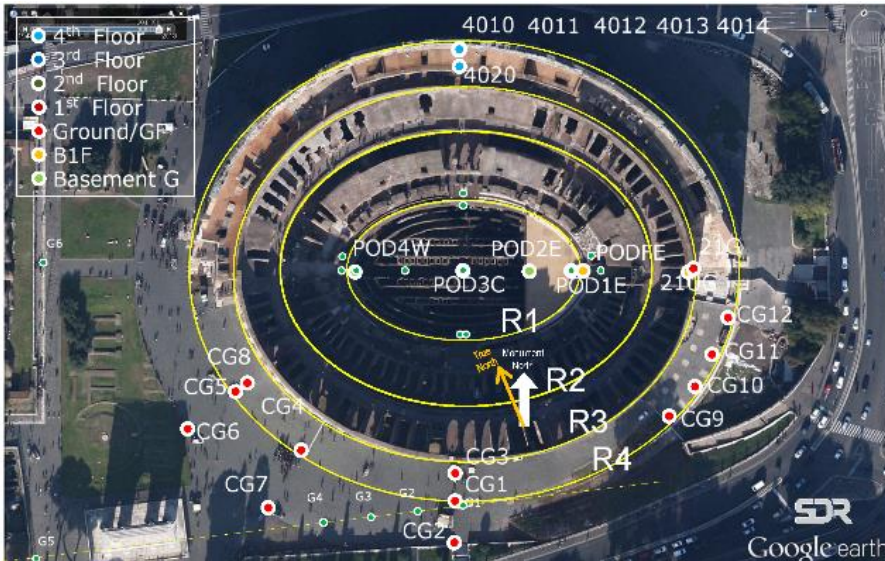 4th Floor
3rd Floor
2nd Floor
1st Floor
Ground/GF
B1F
Basement G
4010 4011 4012 4013 4014
4020
G6
POD4W
POD3C
POD2E
PODFE
POD1E
21G
R1
CG12
True North
Monument North
CG11
CG8
R2
CG5
CG10
CG4
R3
CG9
CG6
R4
CG3
CG1
CG7
G4
G3
G2
G1
CG2
G5
SDR
Google earth